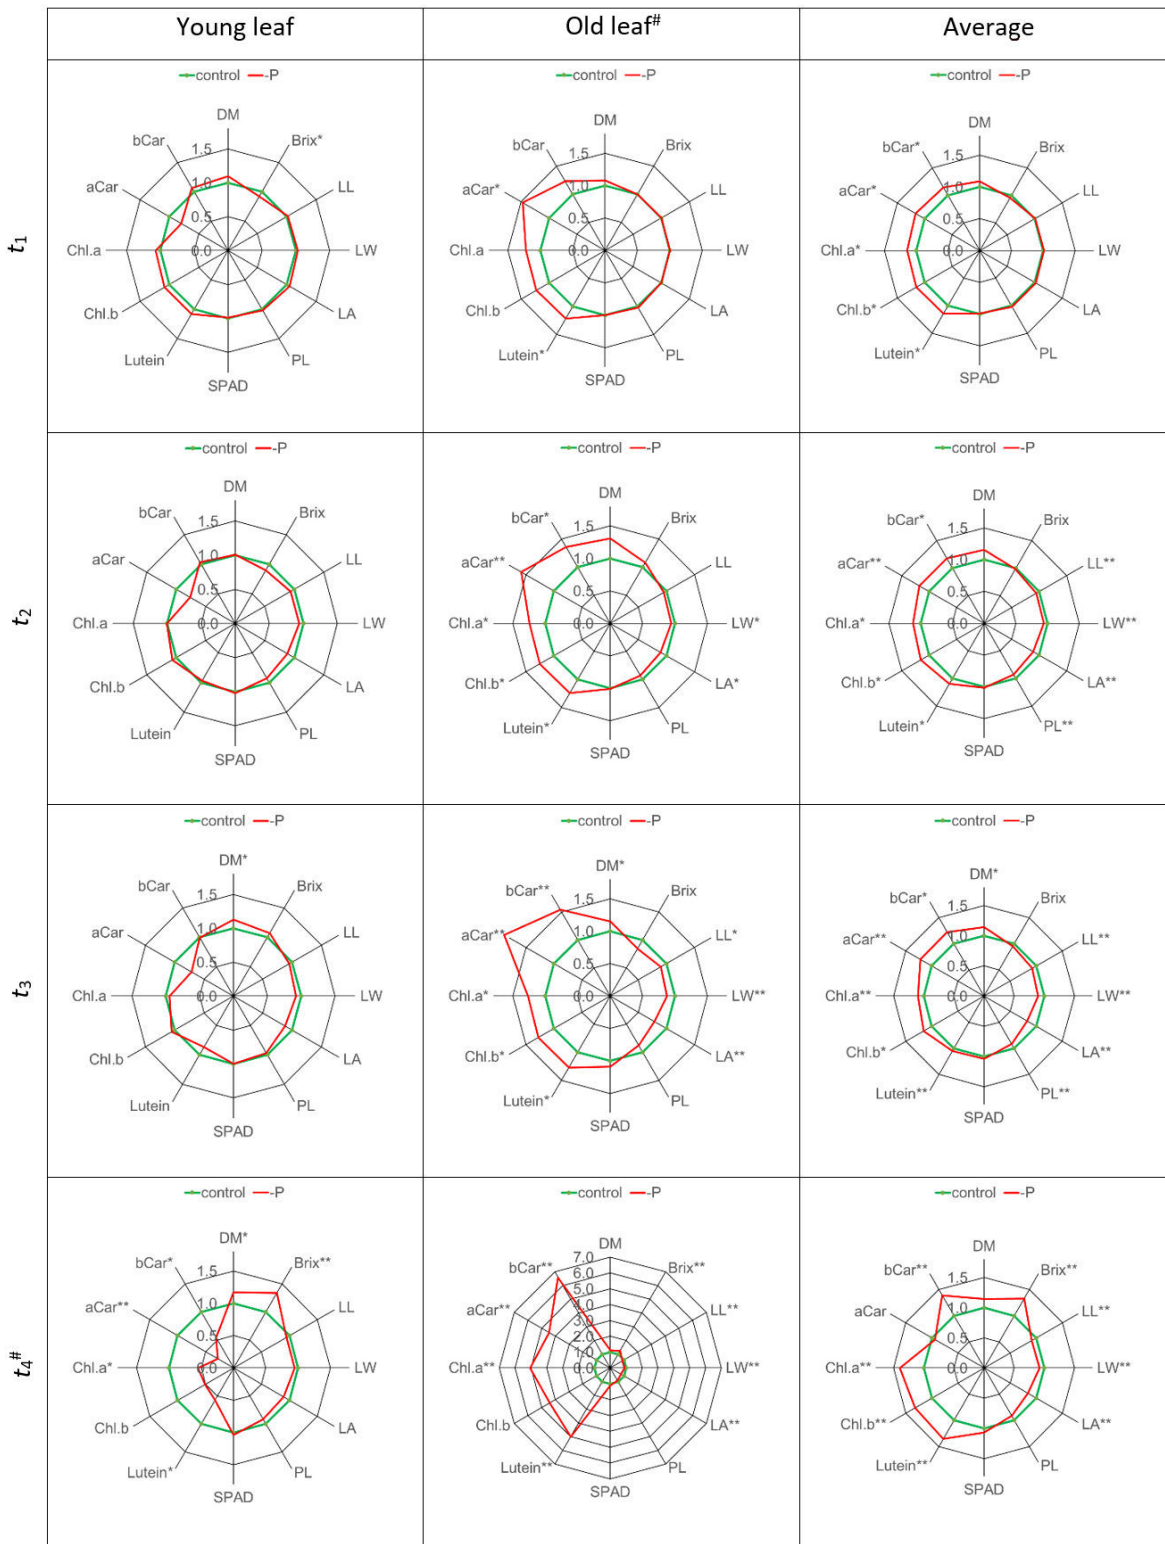 Young leaf
Old leaf#
Average
t1
control -P
DM
Brix*
LL
LW
LA
PL
SPAD
Lutein
Chl.b
Chl.a
aCar
bCar
1.5
1.0
0.5
0.0
control -P
DM
Brix
LL
LW
LA
PL
SPAD
Lutein*
Chl.b
Chl.a
aCar*
bCar
1.5
1.0
0.5
0.0
control -P
DM
Brix
LL
LW
LA
PL
SPAD
Lutein*
Chl.b*
Chl.a*
aCar*
bCar*
1.5
1.0
0.5
0.0
t2
control -P
DM
Brix
LL
LW
LA
PL
SPAD
Lutein
Chl.b
Chl.a
aCar
bCar
1.5
1.0
0.5
0.0
control -P
DM
Brix
LL
LW*
LA*
PL
SPAD
Lutein*
Chl.b*
Chl.a*
aCar**
bCar*
1.5
1.0
0.5
0.0
control -P
DM
Brix
LL**
LW**
LA**
PL**
SPAD
Lutein*
Chl.b*
Chl.a*
aCar**
bCar*
1.5
1.0
0.5
0.0
t3
control -P
DM*
Brix
LL
LW
LA
PL
SPAD
Lutein
Chl.b
Chl.a
aCar
bCar
1.5
1.0
0.5
0.0
control -P
DM*
Brix
LL*
LW**
LA**
PL
SPAD
Lutein*
Chl.b*
Chl.a*
aCar**
bCar**
1.5
1.0
0.5
0.0
control -P
DM*
Brix
LL**
LW**
LA**
PL**
SPAD
Lutein**
Chl.b*
Chl.a**
aCar**
bCar*
1.5
1.0
0.5
0.0
t4#
control -P
DM*
Brix**
LL
LW
LA
PL
SPAD
Lutein*
Chl.b
Chl.a*
aCar**
bCar*
1.5
1.0
0.5
0.0
control -P
DM
Brix**
LL**
LW**
LA**
PL
SPAD
Lutein**
Chl.b
Chl.a**
aCar**
bCar**
7.0
6.0
5.0
4.0
3.0
2.0
1.0
0.0
control -P
DM
Brix**
LL**
LW**
LA**
PL
SPAD
Lutein**
Chl.b**
Chl.a**
aCar
bCar**
1.5
1.0
0.5
0.0